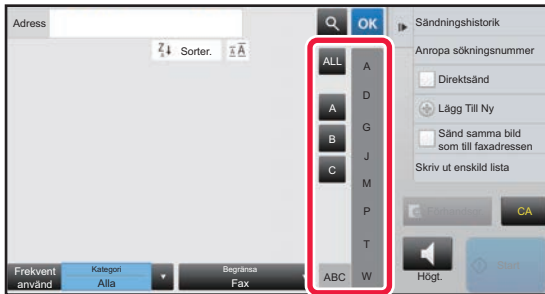 Adress
OK
Sorter.
ALL
A
B
C
ABC
A
D
G
J
M
P
T
W
Sändningshistorik
Anropa sökningsnummer
Direktsänd
Lägg Till Ny
Sänd samma bild
som till faxadressen
Skriv ut enskild lista
CA
Högt.
Start
Frekvent
använd
Kategori
Alla
Begränsa
Fax